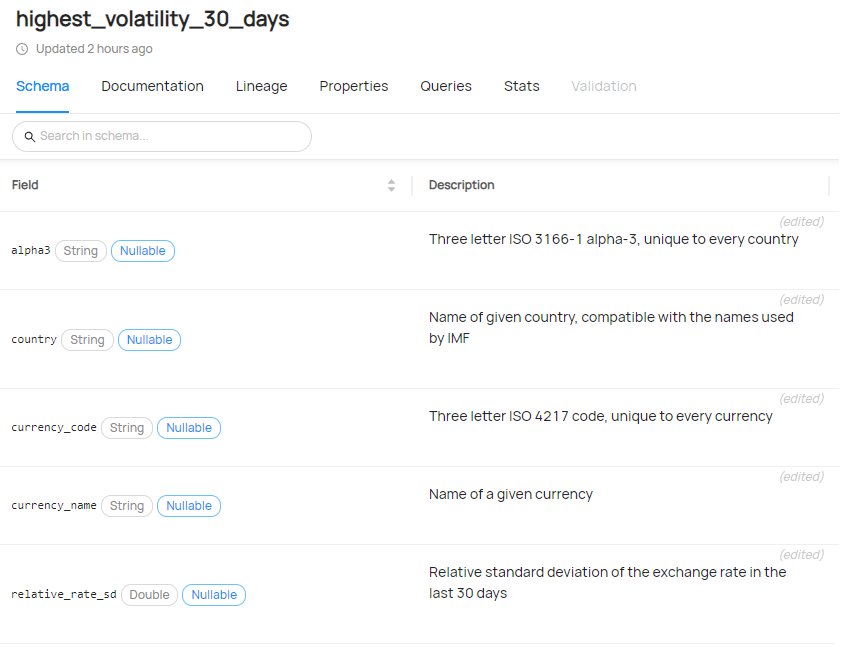 highest_volatility_30_days
Updated 2 hours ago
Schema Documentation Lineage Properties Queries Stats Validation
Search in schema...
Field Description
(edited)
alpha3 String Nullable
Three letter ISO 3166-1 alpha-3, unique to every country
(edited)
country String Nullable
Name of given country, compatible with the names used
by IMF
(edited)
currency_code String Nullable
Three letter ISO 4217 code, unique to every currency
(edited)
currency_name String Nullable
Name of a given currency
(edited)
relative_rate_sd Double Nullable
Relative standard deviation of the exchange rate in the
last 30 days